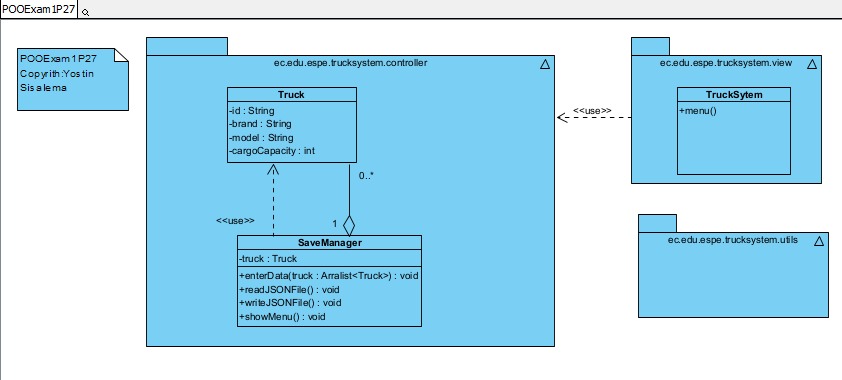 POOExam1P27
POOExam1P27
Copyrith:Yostin
Sisalema
ec.edu.espe.trucksystem.controller
Truck
-id : String
-brand : String
-model : String
-cargoCapacity : int
0..*
<<use>>
1
SaveManager
-truck : Truck
+enterData(truck : Arralist<Truck>) : void
+readJSONFile() : void
+writeJSONFile() : void
+showMenu() : void
<<use>>
ec.edu.espe.trucksystem.view
TruckSytem
+menu()
ec.edu.espe.trucksystem.utils